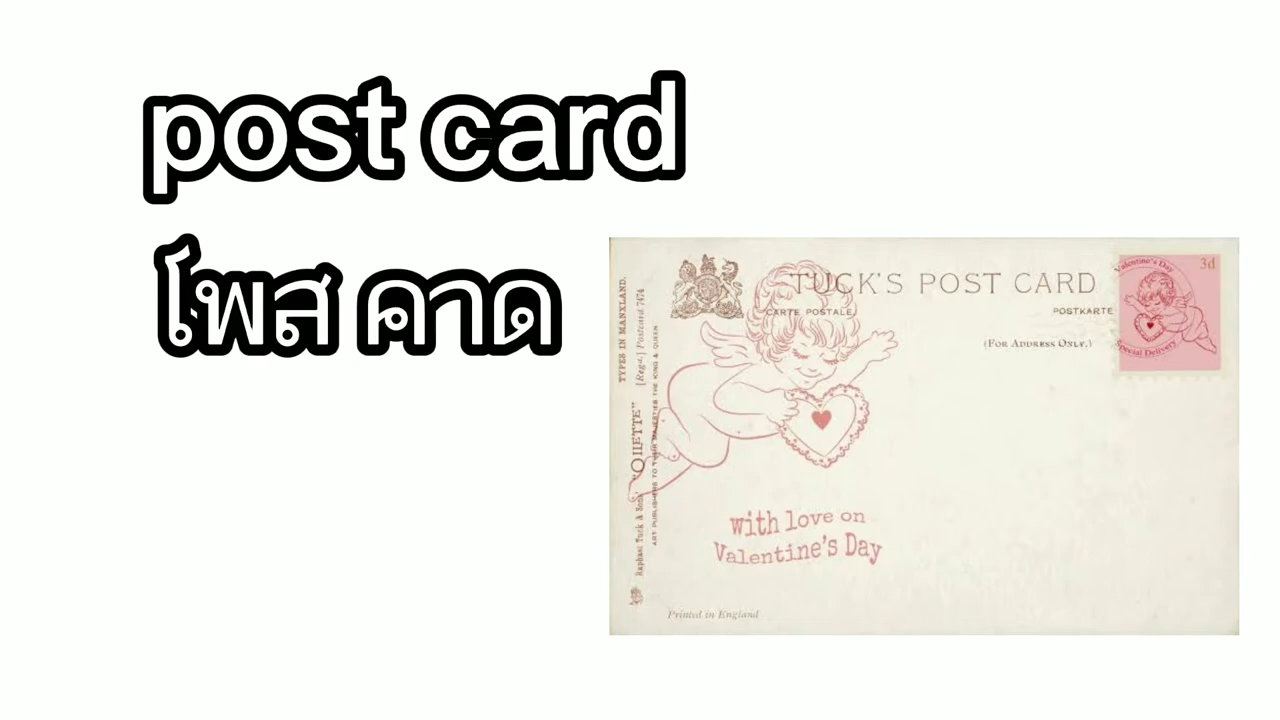 post card
โพส คาด
TUCK'S POST CARD
CARTE POSTALE.
POSTKARTE
(FOR ADDRESS ONLY.)
Valentine's Day
3d
Special Delivery
TYPES IN MANXLAND.
[Regd.] Postcard 7474
"OILETTE"
Raphael Tuck & Sons'
ART PUBLISHERS TO THEIR MAJESTIES THE KING & QUEEN
with love on
Valentine's Day
Printed in England